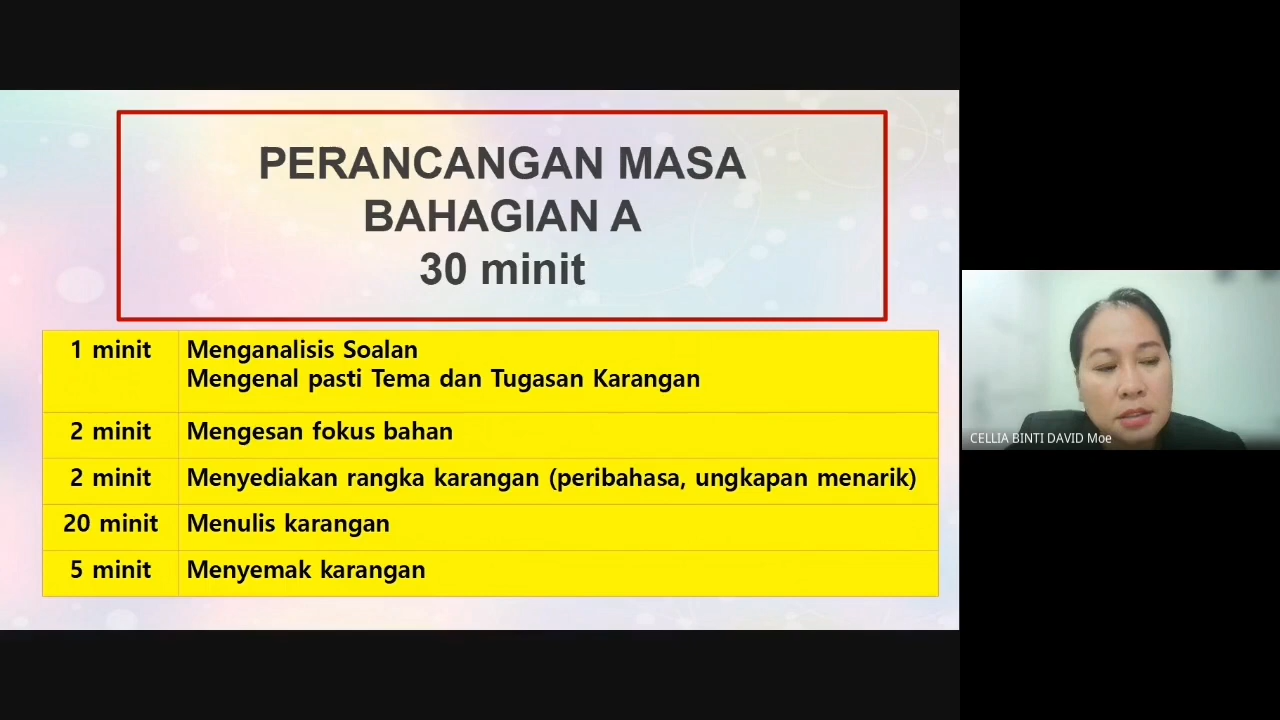 PERANCANGAN MASA
BAHAGIAN A
30 minit
1 minit Menganalisis Soalan
Mengenal pasti Tema dan Tugasan Karangan
2 minit Mengesan fokus bahan
2 minit Menyediakan rangka karangan (peribahasa, ungkapan menarik)
20 minit Menulis karangan
5 minit Menyemak karangan
CELLIA BINTI DAVID Moe